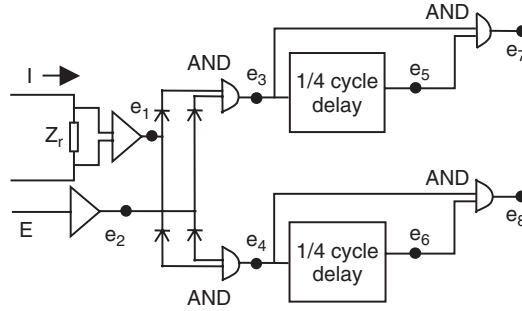 AND
I
AND
e3
1/4 cycle
delay
e5
e7
e1
Zr
E
e2
AND
e4
1/4 cycle
delay
e6
AND
e8